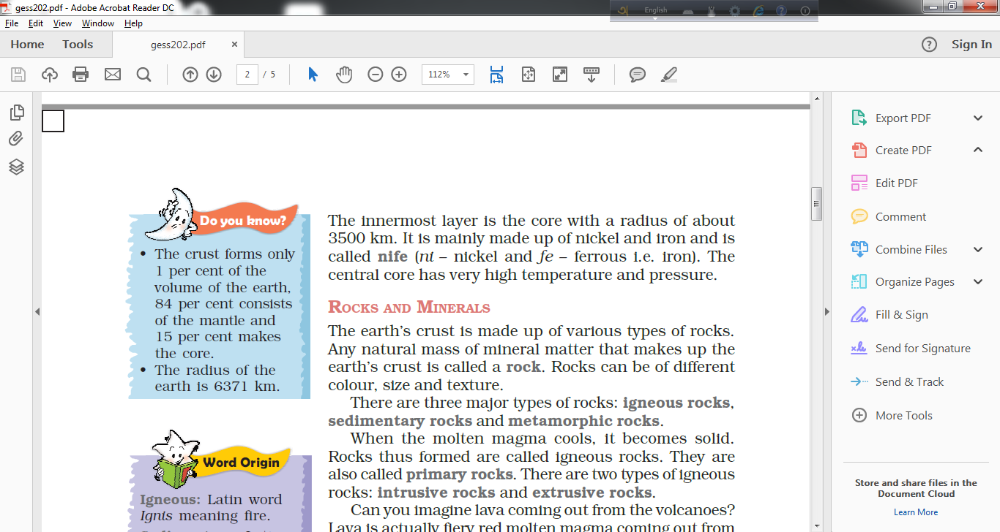 gess202.pdf - Adobe Acrobat Reader DC
English
File Edit View Window Help
Home Tools gess202.pdf × Sign In
2 / 5 112%
Do you know?
• The crust forms only
1 per cent of the
volume of the earth,
84 per cent consists
of the mantle and
15 per cent makes
the core.
• The radius of the
earth is 6371 km.
Word Origin
Igneous: Latin word
Ignis meaning fire.
The innermost layer is the core with a radius of about
3500 km. It is mainly made up of nickel and iron and is
called nife (ni – nickel and fe – ferrous i.e. iron). The
central core has very high temperature and pressure.
ROCKS AND MINERALS
The earth's crust is made up of various types of rocks.
Any natural mass of mineral matter that makes up the
earth's crust is called a rock. Rocks can be of different
colour, size and texture.
There are three major types of rocks: igneous rocks,
sedimentary rocks and metamorphic rocks.
When the molten magma cools, it becomes solid.
Rocks thus formed are called igneous rocks. They are
also called primary rocks. There are two types of igneous
rocks: intrusive rocks and extrusive rocks.
Can you imagine lava coming out from the volcanoes?
Lava is actually fiery red molten magma coming out from
Export PDF
Create PDF
Edit PDF
Comment
Combine Files
Organize Pages
Fill & Sign
Send for Signature
Send & Track
More Tools
Store and share files in the
Document Cloud
Learn More